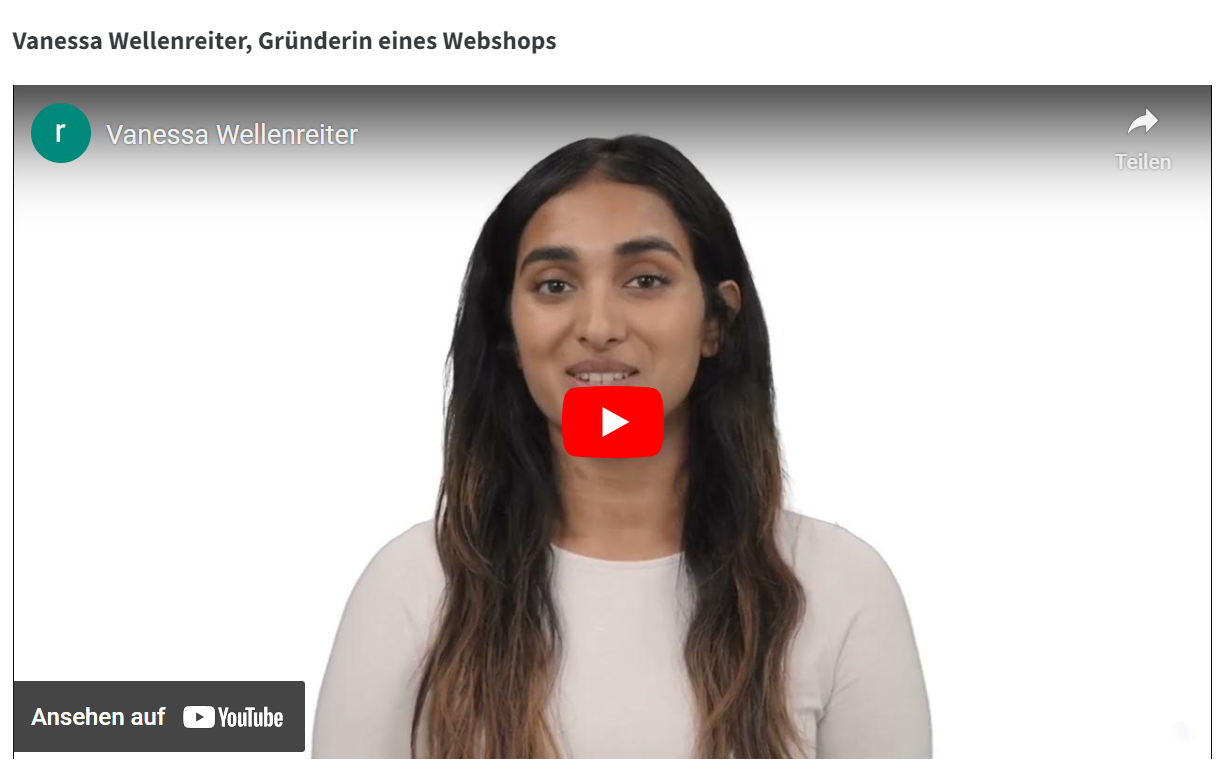 Vanessa Wellenreiter, Gründerin eines Webshops
r Vanessa Wellenreiter
Teilen
Ansehen auf YouTube